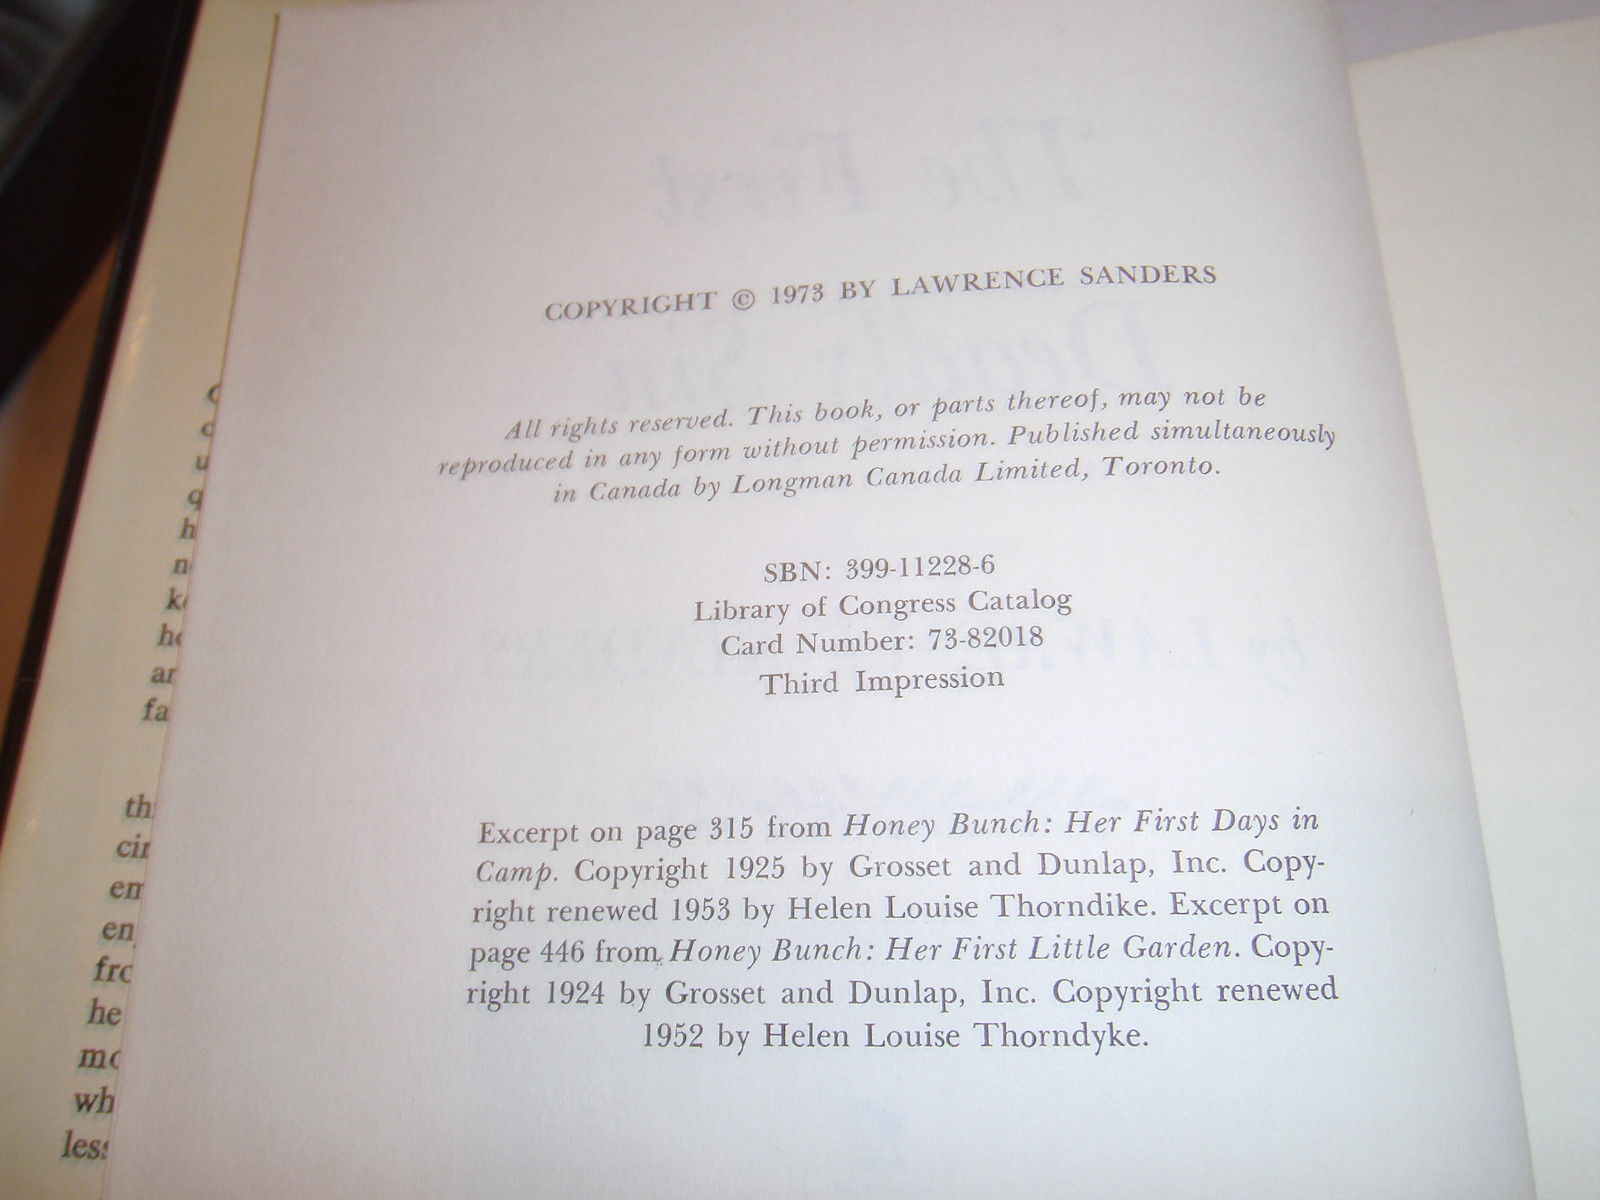 COPYRIGHT © 1973 BY LAWRENCE SANDERS
All rights reserved. This book, or parts thereof, may not be
reproduced in any form without permission. Published simultaneously
in Canada by Longman Canada Limited, Toronto.
SBN: 399-11228-6
Library of Congress Catalog
Card Number: 73-82018
Third Impression
Excerpt on page 315 from Honey Bunch: Her First Days in
Camp. Copyright 1925 by Grosset and Dunlap, Inc. Copy-
right renewed 1953 by Helen Louise Thorndike. Excerpt on
page 446 from Honey Bunch: Her First Little Garden. Copy-
right 1924 by Grosset and Dunlap, Inc. Copyright renewed
1952 by Helen Louise Thorndyke.